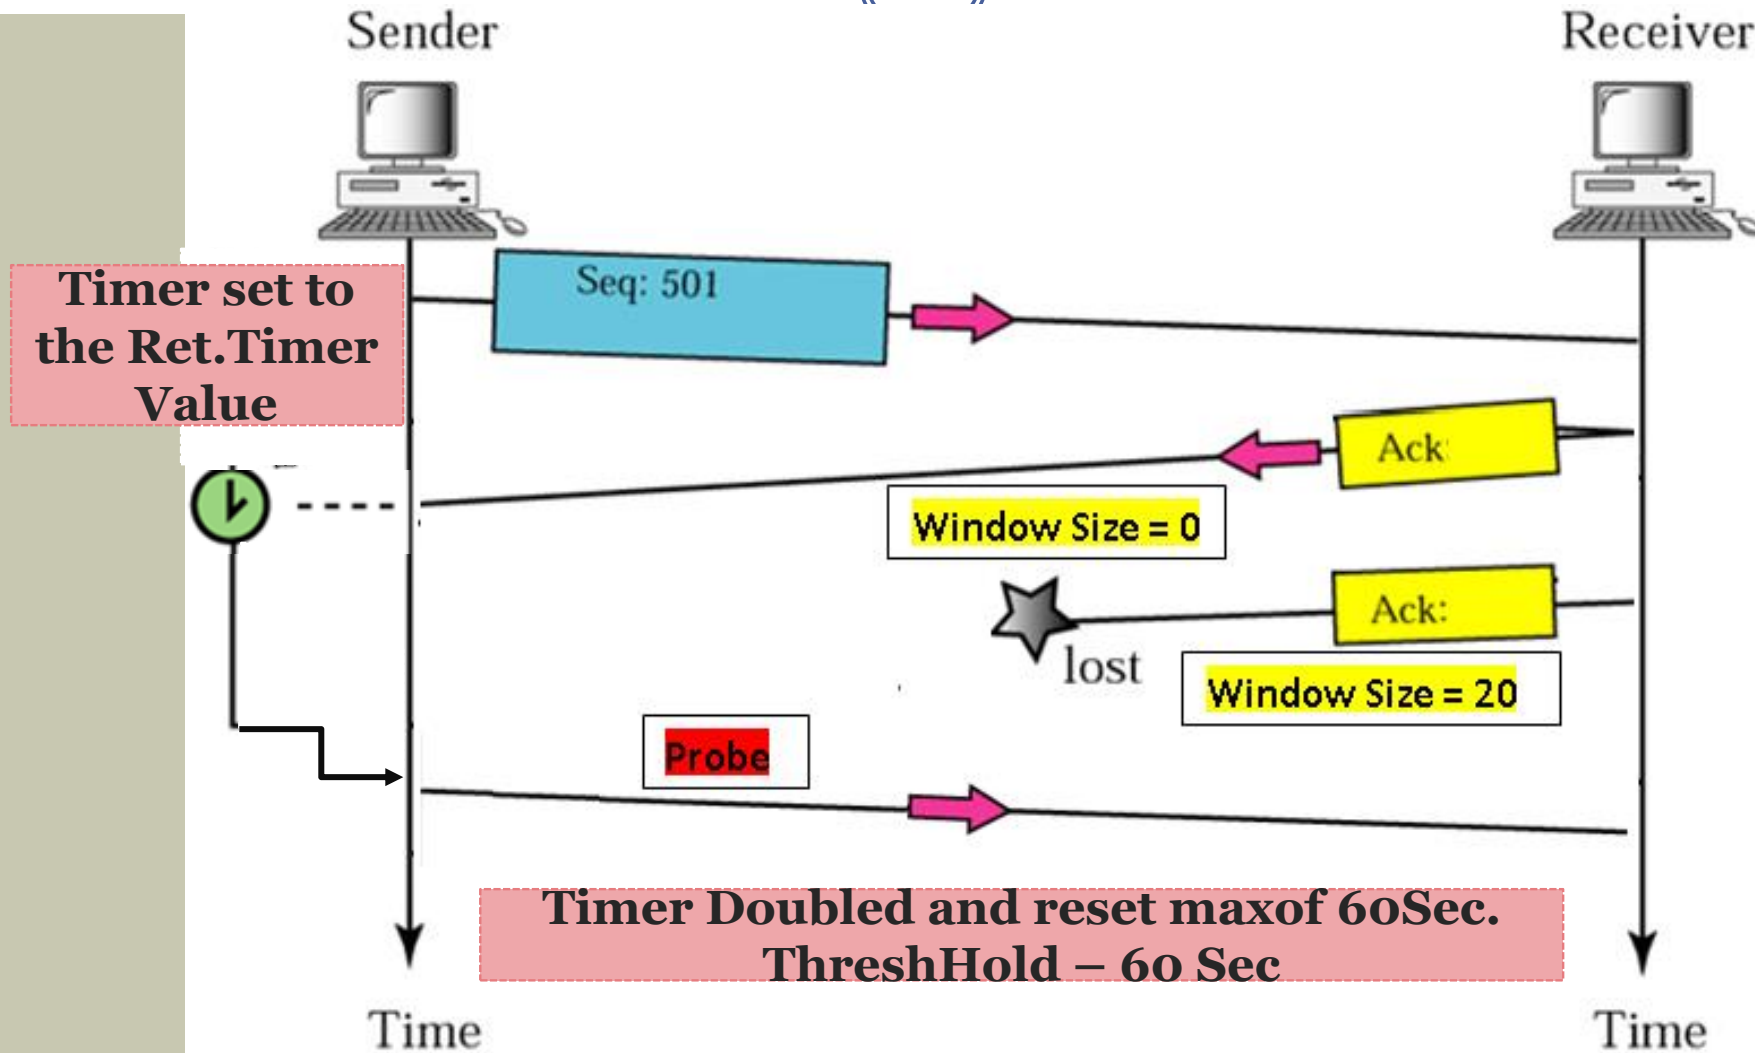 Sender
Receiver
Timer set to
the Ret.Timer
Value
Seq: 501
Ack:
Window Size = 0
Ack:
lost
Window Size = 20
Probe
Timer Doubled and reset maxof 60Sec.
ThreshHold – 60 Sec
Time
Time